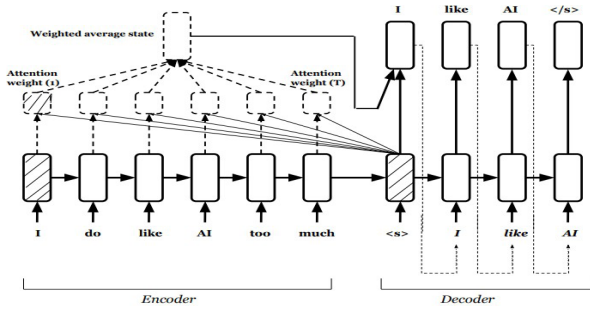 I like AI </s>
Weighted average state
Attention weight (1)
Attention weight (T)
I do like AI too much <s> I like AI
Encoder Decoder